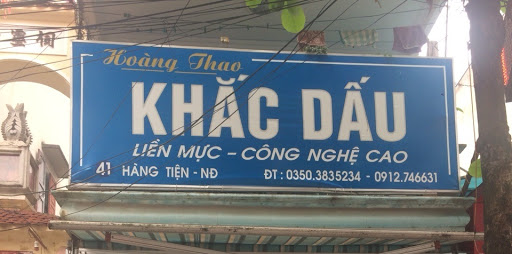 Hoàng Thao
KHẮC DẤU
LIỀN MỰC – CÔNG NGHỆ CAO
41 HÀNG TIỆN - NĐ ĐT : 0350.3835234 - 0912.746631